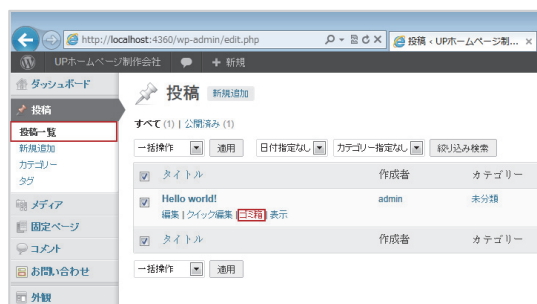 http://localhost:4360/wp-admin/edit.php
投稿 ‹ UPホームページ制...
UPホームページ制作会社 + 新規
ダッシュボード
投稿
投稿一覧
新規追加
カテゴリー
タグ
メディア
固定ページ
コメント
お問い合わせ
外観
投稿 新規追加
すべて (1) | 公開済み (1)
一括操作 適用 日付指定なし カテゴリー指定なし 絞り込み検索
タイトル 作成者 カテゴリー
Hello world! admin 未分類
編集 | クイック編集 | ゴミ箱 | 表示
タイトル 作成者 カテゴリー
一括操作 適用